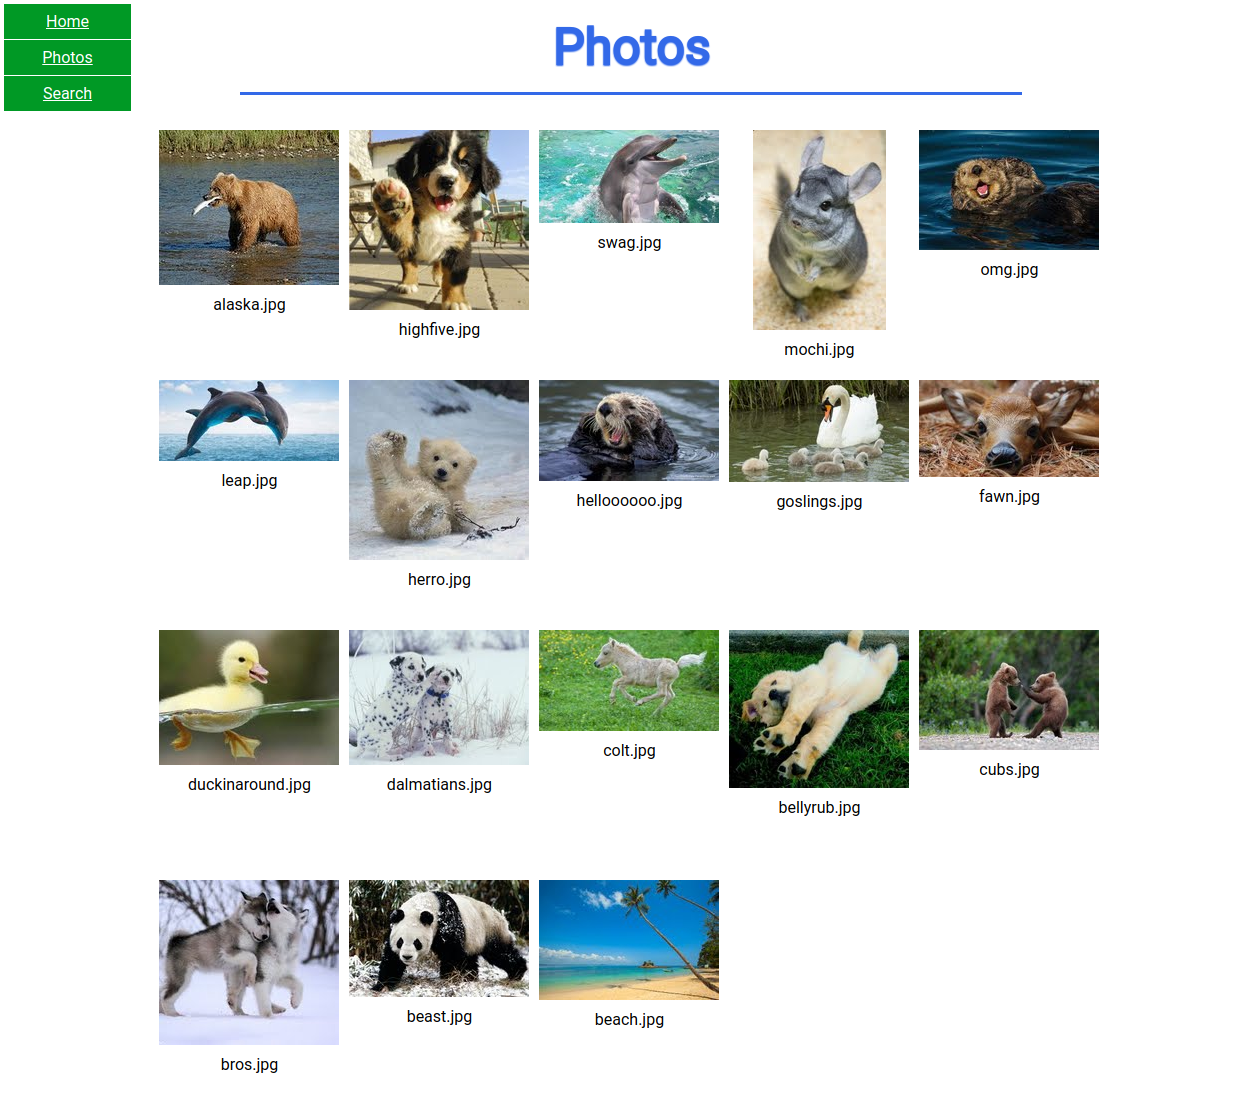 Home
Photos
Search
Photos
alaska.jpg
highfive.jpg
swag.jpg
mochi.jpg
omg.jpg
leap.jpg
herro.jpg
helloooooo.jpg
goslings.jpg
fawn.jpg
duckinaround.jpg
dalmatians.jpg
colt.jpg
bellyrub.jpg
cubs.jpg
bros.jpg
beast.jpg
beach.jpg